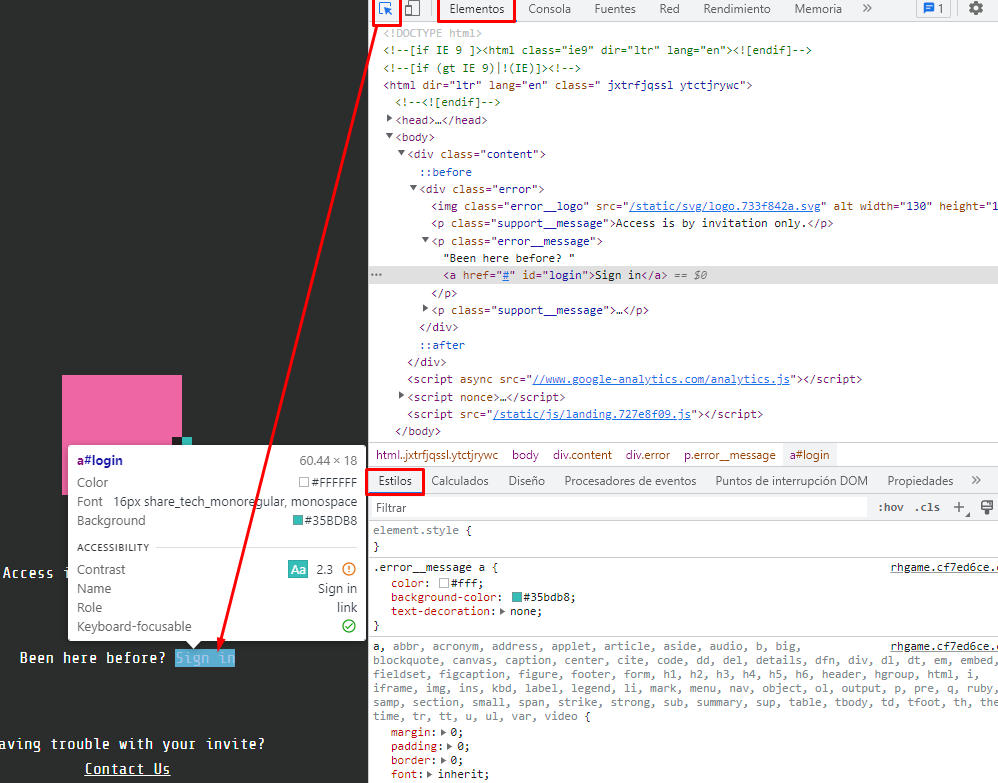 Elementos Consola Fuentes Red Rendimiento Memoria » 1
<!DOCTYPE html>
<!--[if IE 9 ]><html class="ie9" dir="ltr" lang="en"><![endif]-->
<!--[if (gt IE 9)|!(IE)]><!-->
<html dir="ltr" lang="en" class=" jxtrfjqssl ytctjrywc">
<!--<![endif]-->
<head>…</head>
<body>
<div class="content">
::before
<div class="error">
<img class="error__logo" src="/static/svg/logo.733f842a.svg" alt width="130" height="1
<p class="support__message">Access is by invitation only.</p>
<p class="error__message">
"Been here before? "
<a href="#" id="login">Sign in</a> == $0
</p>
<p class="support__message">…</p>
</div>
::after
</div>
<script async src="//www.google-analytics.com/analytics.js"></script>
<script nonce>…</script>
<script src="/static/js/landing.727e8f09.js"></script>
</body>
html.jxtrfjqssl.ytctjrywc body div.content div.error p.error__message a#login
Estilos Calculados Diseño Procesadores de eventos Puntos de interrupción DOM Propiedades »
Filtrar :hov .cls +
element.style {
}
.error__message a { rhgame.cf7ed6ce.c
color: #fff;
background-color: #35bdb8;
text-decoration: none;
}
a, abbr, acronym, address, applet, article, aside, audio, b, big, rhgame.cf7ed6ce.c
blockquote, canvas, caption, center, cite, code, dd, del, details, dfn, div, dl, dt, em, embed,
fieldset, figcaption, figure, footer, form, h1, h2, h3, h4, h5, h6, header, hgroup, html, i,
iframe, img, ins, kbd, label, legend, li, mark, menu, nav, object, ol, output, p, pre, q, ruby,
samp, section, small, span, strike, strong, sub, summary, sup, table, tbody, td, tfoot, th, the
time, tr, tt, u, ul, var, video {
margin: 0;
padding: 0;
border: 0;
font: inherit;
a#login 60.44 × 18
Color #FFFFFF
Font 16px share_tech_monoregular, monospace
Background #35BDB8
ACCESSIBILITY
Contrast Aa 2.3
Name Sign in
Role link
Keyboard-focusable
Access i
Been here before? Sign in
aving trouble with your invite?
Contact Us